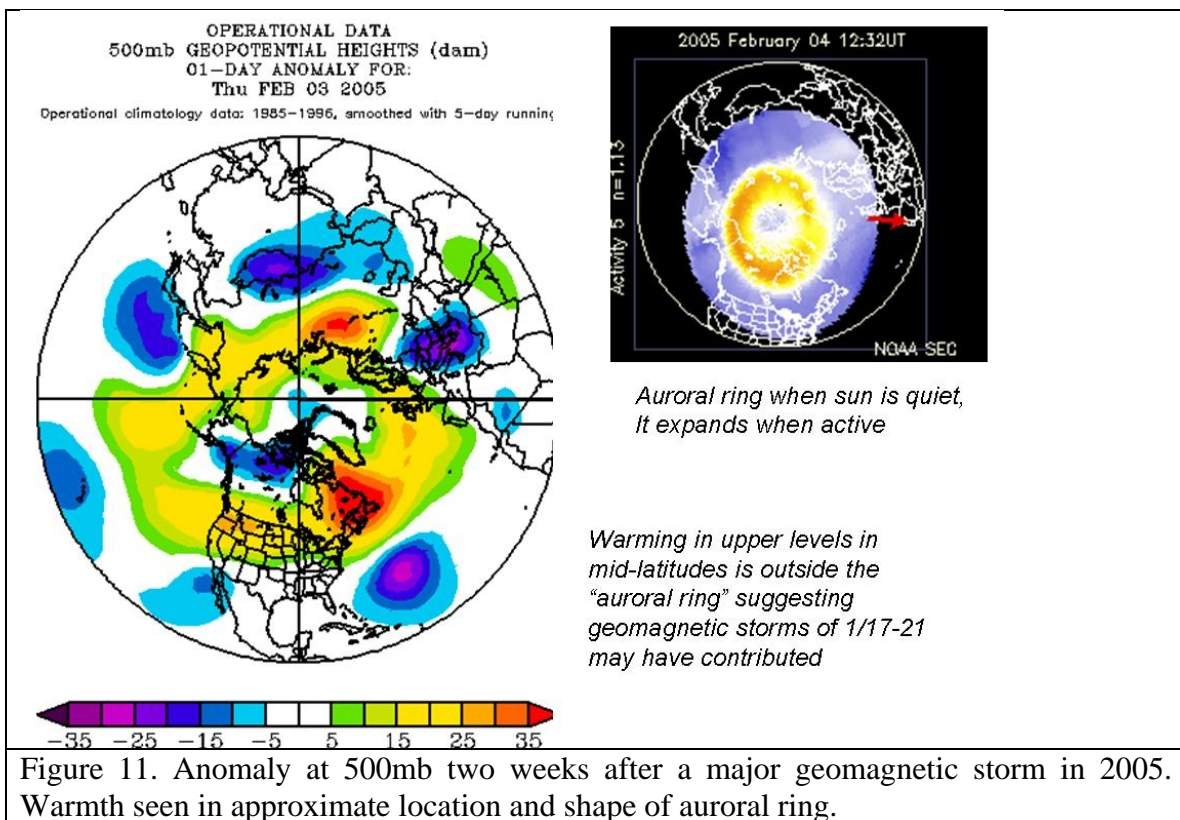 OPERATIONAL DATA
500mb GEOPOTENTIAL HEIGHTS (dam)
01-DAY ANOMALY FOR:
Thu FEB 03 2005
Operational climatology data: 1985-1996, smoothed with 5-day running
-35 -25 -15 -5 5 15 25 35
2005 February 04 12:32UT
Activity 5 n=1.13
NOAA SEC
Auroral ring when sun is quiet,
It expands when active
Warming in upper levels in
mid-latitudes is outside the
“auroral ring” suggesting
geomagnetic storms of 1/17-21
may have contributed
Figure 11. Anomaly at 500mb two weeks after a major geomagnetic storm in 2005.
Warmth seen in approximate location and shape of auroral ring.